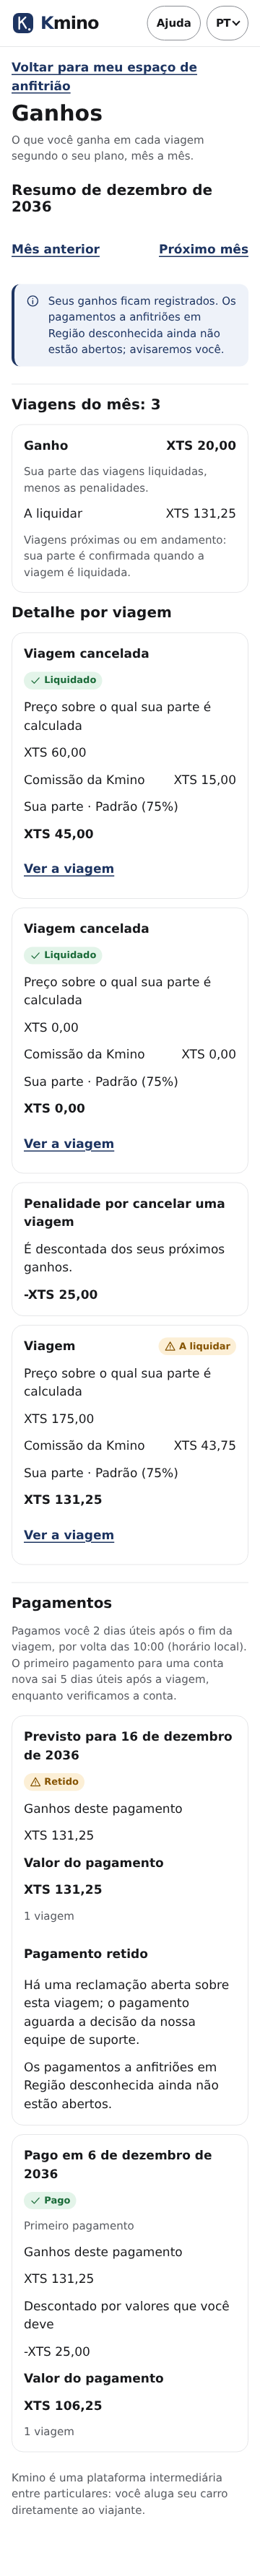 Kmino
Ajuda
PT
Voltar para meu espaço de
anfitrião
Ganhos
O que você ganha em cada viagem
segundo o seu plano, mês a mês.
Resumo de dezembro de
2036
Mês anterior
Próximo mês
Seus ganhos ficam registrados. Os
pagamentos a anfitriões em
Região desconhecida ainda não
estão abertos; avisaremos você.
Viagens do mês: 3
Ganho XTS 20,00
Sua parte das viagens liquidadas,
menos as penalidades.
A liquidar XTS 131,25
Viagens próximas ou em andamento:
sua parte é confirmada quando a
viagem é liquidada.
Detalhe por viagem
Viagem cancelada
Liquidado
Preço sobre o qual sua parte é
calculada
XTS 60,00
Comissão da Kmino XTS 15,00
Sua parte · Padrão (75%)
XTS 45,00
Ver a viagem
Viagem cancelada
Liquidado
Preço sobre o qual sua parte é
calculada
XTS 0,00
Comissão da Kmino XTS 0,00
Sua parte · Padrão (75%)
XTS 0,00
Ver a viagem
Penalidade por cancelar uma
viagem
É descontada dos seus próximos
ganhos.
-XTS 25,00
Viagem A liquidar
Preço sobre o qual sua parte é
calculada
XTS 175,00
Comissão da Kmino XTS 43,75
Sua parte · Padrão (75%)
XTS 131,25
Ver a viagem
Pagamentos
Pagamos você 2 dias úteis após o fim da
viagem, por volta das 10:00 (horário local).
O primeiro pagamento para uma conta
nova sai 5 dias úteis após a viagem,
enquanto verificamos a conta.
Previsto para 16 de dezembro
de 2036
Retido
Ganhos deste pagamento
XTS 131,25
Valor do pagamento
XTS 131,25
1 viagem
Pagamento retido
Há uma reclamação aberta sobre
esta viagem; o pagamento
aguarda a decisão da nossa
equipe de suporte.
Os pagamentos a anfitriões em
Região desconhecida ainda não
estão abertos.
Pago em 6 de dezembro de
2036
Pago
Primeiro pagamento
Ganhos deste pagamento
XTS 131,25
Descontado por valores que você
deve
-XTS 25,00
Valor do pagamento
XTS 106,25
1 viagem
Kmino é uma plataforma intermediária
entre particulares: você aluga seu carro
diretamente ao viajante.